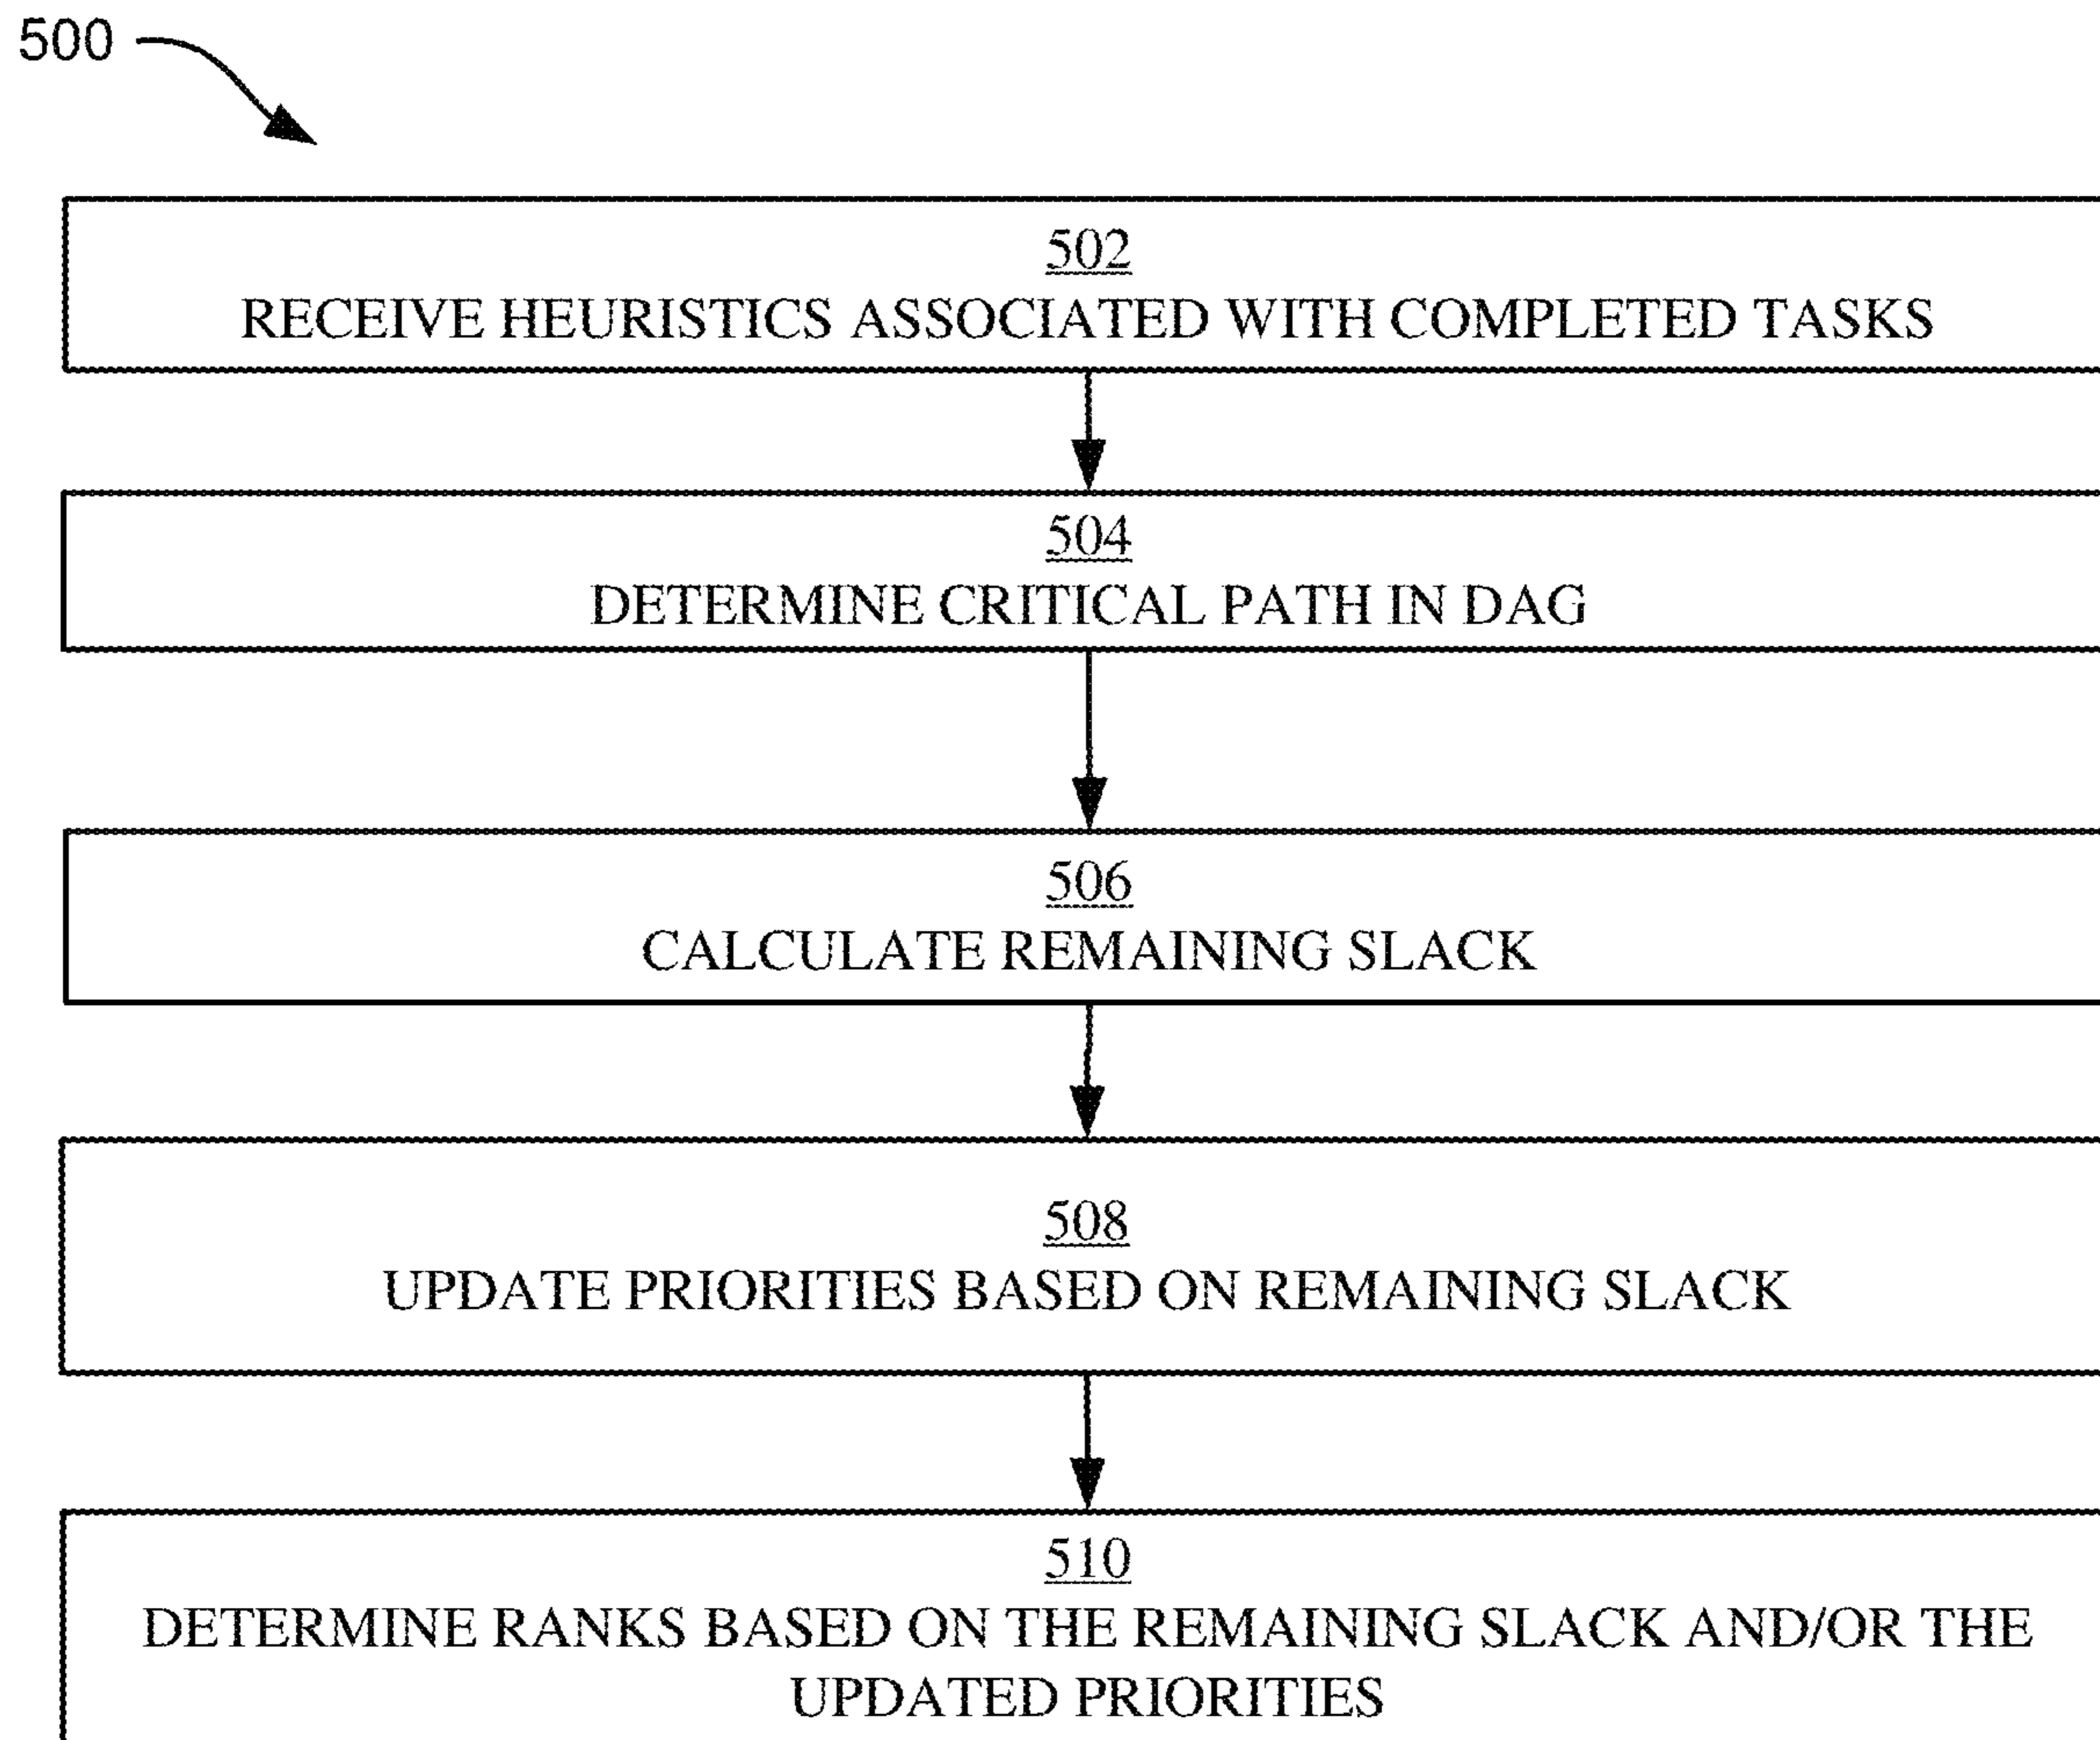 500
502
RECEIVE HEURISTICS ASSOCIATED WITH COMPLETED TASKS
504
DETERMINE CRITICAL PATH IN DAG
506
CALCULATE REMAINING SLACK
508
UPDATE PRIORITIES BASED ON REMAINING SLACK
510
DETERMINE RANKS BASED ON THE REMAINING SLACK AND/OR THE
UPDATED PRIORITIES